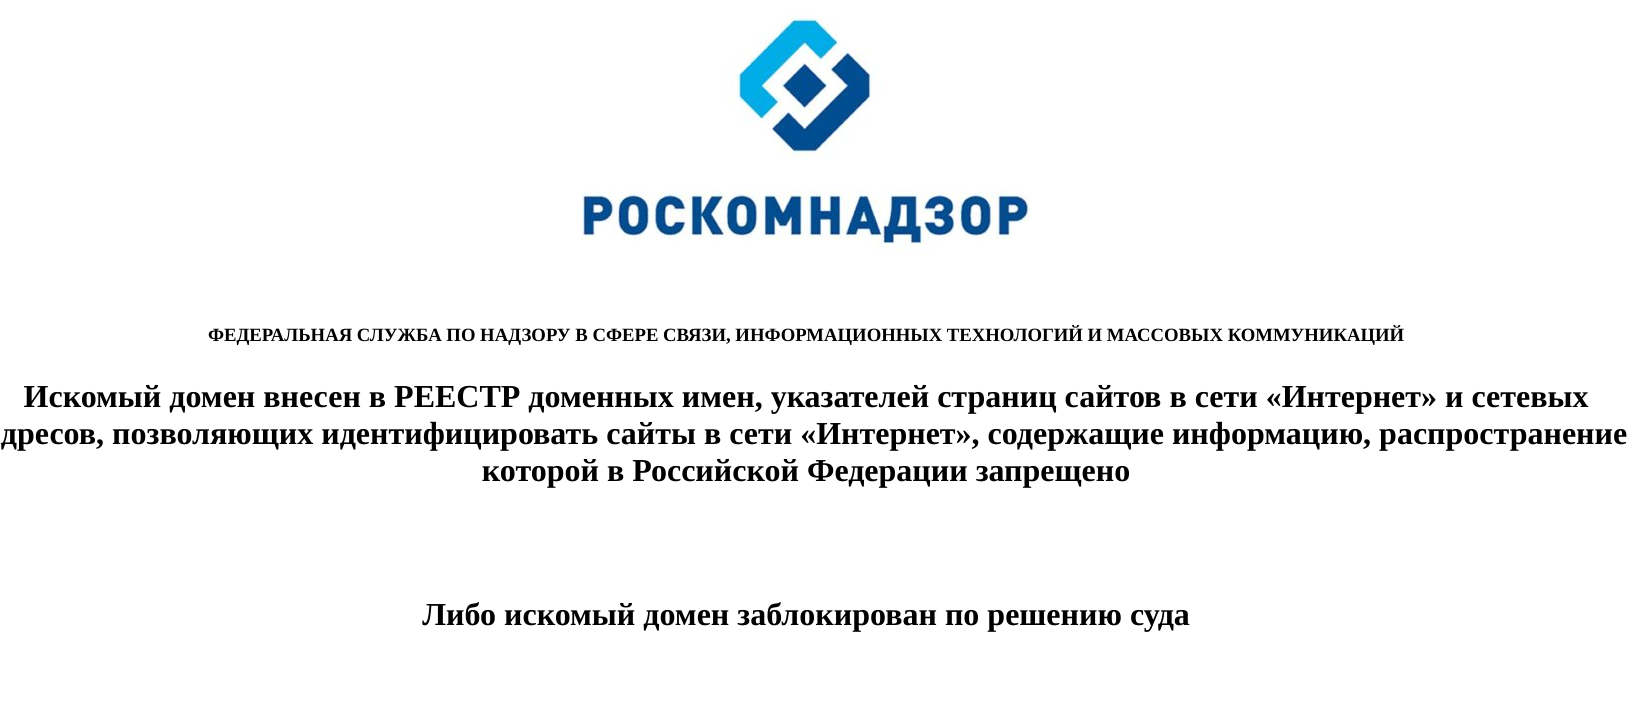 РОСКОМНАДЗОР
ФЕДЕРАЛЬНАЯ СЛУЖБА ПО НАДЗОРУ В СФЕРЕ СВЯЗИ, ИНФОРМАЦИОННЫХ ТЕХНОЛОГИЙ И МАССОВЫХ КОММУНИКАЦИЙ
Искомый домен внесен в РЕЕСТР доменных имен, указателей страниц сайтов в сети «Интернет» и сетевых
дресов, позволяющих идентифицировать сайты в сети «Интернет», содержащие информацию, распространение
которой в Российской Федерации запрещено
Либо искомый домен заблокирован по решению суда